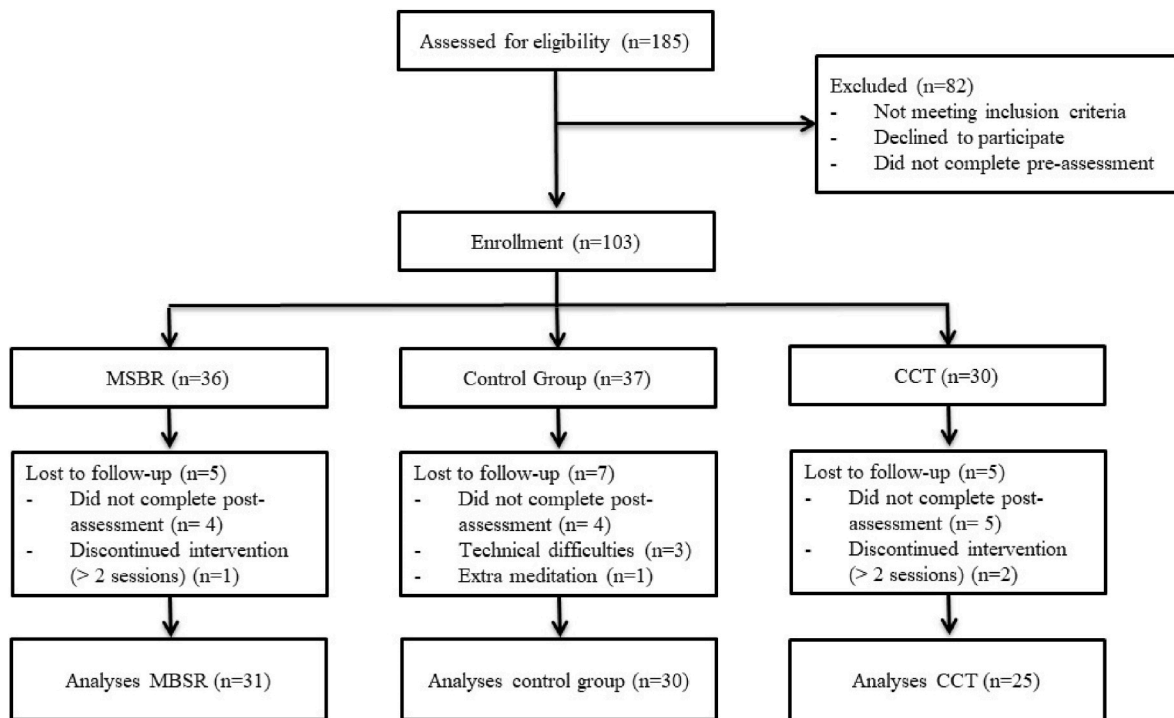 Assessed for eligibility (n=185)
Excluded (n=82)
- Not meeting inclusion criteria
- Declined to participate
- Did not complete pre-assessment
Enrollment (n=103)
MSBR (n=36)
Control Group (n=37)
CCT (n=30)
Lost to follow-up (n=5)
- Did not complete post-
assessment (n= 4)
- Discontinued intervention
(> 2 sessions) (n=1)
Lost to follow-up (n=7)
- Did not complete post-
assessment (n= 4)
- Technical difficulties (n=3)
- Extra meditation (n=1)
Lost to follow-up (n=5)
- Did not complete post-
assessment (n= 5)
- Discontinued intervention
(> 2 sessions) (n=2)
Analyses MBSR (n=31)
Analyses control group (n=30)
Analyses CCT (n=25)